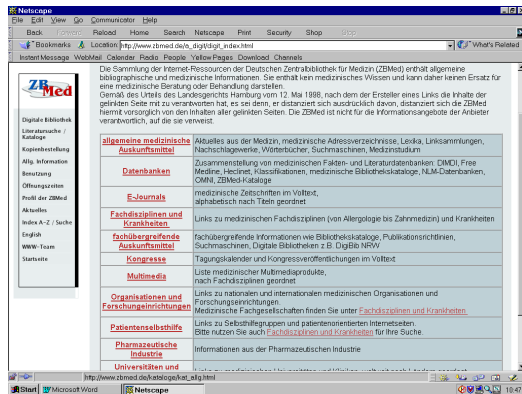 Netscape
File Edit View Go Communicator Help
Back Forward Reload Home Search Netscape Print Security Shop Stop
Bookmarks Location: http://www.zbmed.de/a_digit/digit_index.html What's Related
Instant Message WebMail Calendar Radio People Yellow Pages Download Channels
Die Sammlung der Internet-Ressourcen der Deutschen Zentralbibliothek für Medizin (ZBMed) enthält allgemeine
bibliographische und medizinische Informationen. Sie enthält kein medizinisches Wissen und kann daher keinen Ersatz für
eine medizinische Beratung oder Behandlung darstellen.
Gemäß des Urteils des Landesgerichts Hamburg vom 12. Mai 1998, nach dem der Ersteller eines Links die Inhalte der
gelinkten Seite mit zu verantworten hat, es sei denn, er distanziert sich ausdrücklich davon, distanziert sich die ZBMed
hiermit vorsorglich von den Inhalten aller gelinkten Seiten. Die ZBMed ist nicht für die Informationsangebote der Anbieter
verantwortlich, auf die sie verweist.
ZB Med
Digitale Bibliothek
Literatursuche /
Kataloge
Kopienbestellung
Allg. Information
Benutzung
Öffnungszeiten
Profil der ZBMed
Aktuelles
Index A-Z / Suche
English
WWW-Team
Startseite
allgemeine medizinische
Auskunftsmittel
Aktuelles aus der Medizin, medizinische Adressverzeichnisse, Lexika, Linksammlungen,
Nachschlagewerke, Wörterbücher, Suchmaschinen, Medizinstudium
Datenbanken
Zusammenstellung von medizinischen Fakten- und Literaturdatenbanken: DIMDI, Free
Medline, Heclinet, Klassifikationen, medizinische Bibliothekskataloge, NLM-Datenbanken,
OMNI, ZBMed-Kataloge
E-Journals
medizinische Zeitschriften im Volltext,
alphabetisch nach Titeln geordnet
Fachdisziplinen und
Krankheiten
Links zu medizinischen Fachdisziplinen (von Allergologie bis Zahnmedizin) und Krankheiten
fachübergreifende
Auskunftsmittel
fachübergreifende Informationen wie Bibliothekskataloge, Publikationsrichtlinien,
Suchmaschinen, Digitale Bibliotheken z.B. DigiBib NRW
Kongresse
Tagungskalender und Kongressveröffentlichungen im Volltext
Multimedia
Liste medizinischer Multimediaprodukte,
nach Fachdisziplinen geordnet
Organisationen und
Forschungseinrichtungen
Links zu nationalen und internationalen medizinischen Organisationen und
Forschungseinrichtungen.
Medizinische Fachgesellschaften finden Sie unter Fachdisziplinen und Krankheiten
Patientenselbsthilfe
Links zu Selbsthilfegruppen und patientenorientierten Internetseiten.
Bitte nutzen Sie auch Fachdisziplinen und Krankheiten für Ihre Suche.
Pharmazeutische
Industrie
Informationen aus der Pharmazeutischen Industrie
Universitäten und
http://www.zbmed.de/kataloge/kat_allg.html
Start Microsoft Word Netscape 10:47